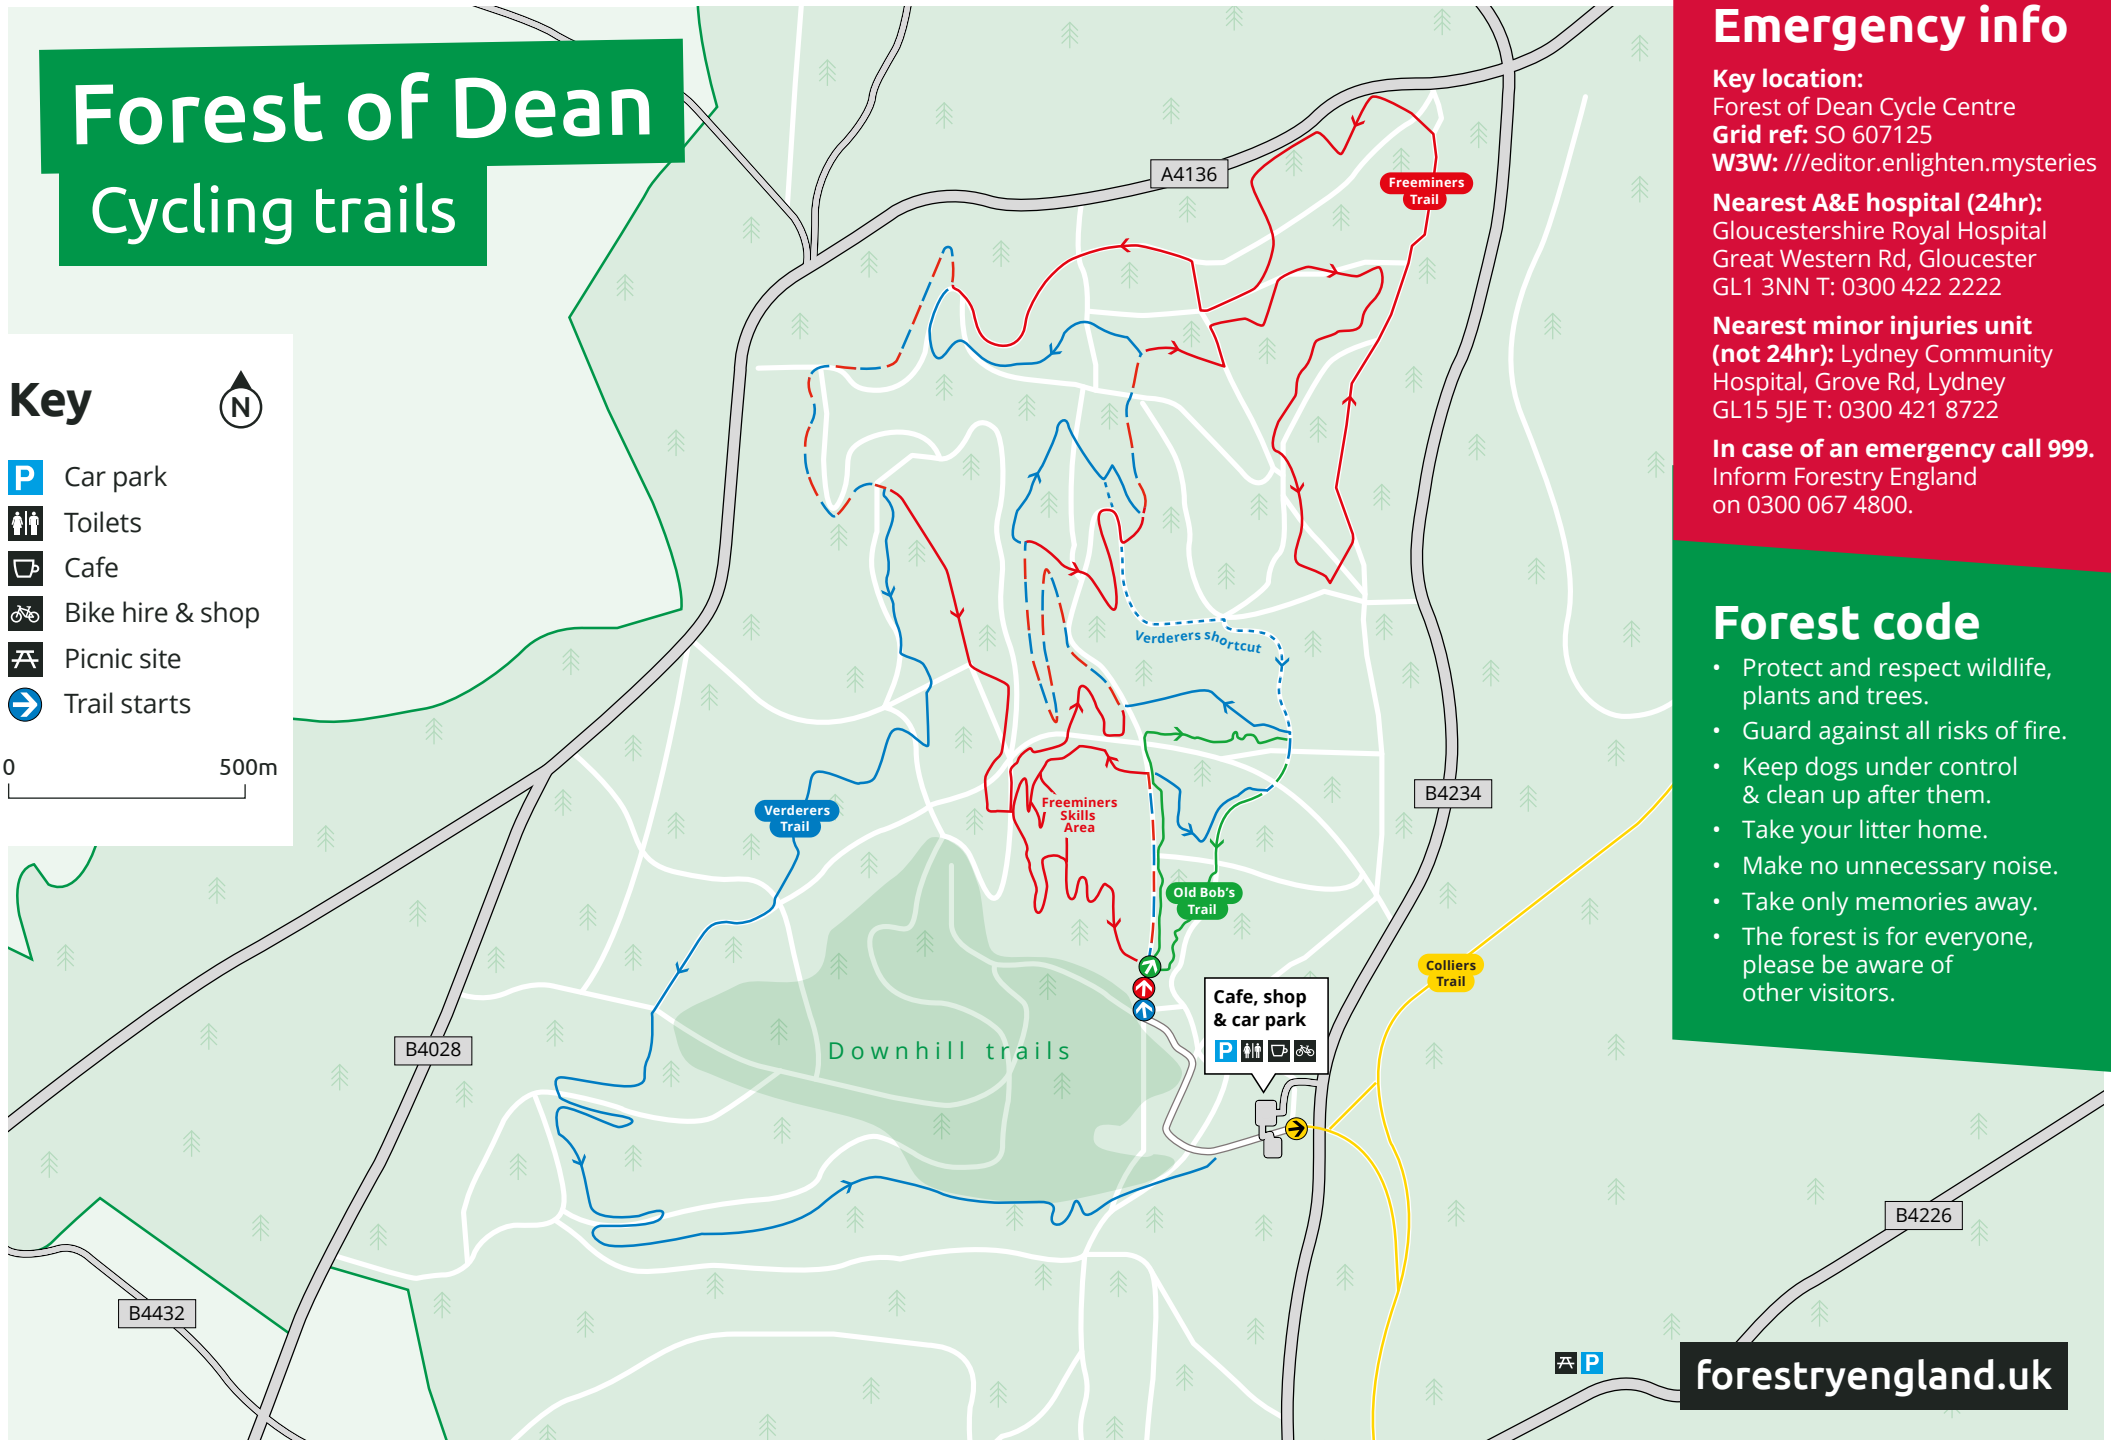 Forest of Dean
Cycling trails
Key
N
P Car park
Toilets
Cafe
Bike hire & shop
Picnic site
Trail starts
0 500m
A4136
Freeminers
Trail
Verderers shortcut
Verderers
Trail
Freeminers
Skills
Area
Old Bob's
Trail
B4234
Colliers
Trail
Cafe, shop
& car park
P
Downhill trails
B4028
B4432
B4226
P
Emergency info
Key location:
Forest of Dean Cycle Centre
Grid ref: SO 607125
W3W: ///editor.enlighten.mysteries
Nearest A&E hospital (24hr):
Gloucestershire Royal Hospital
Great Western Rd, Gloucester
GL1 3NN T: 0300 422 2222
Nearest minor injuries unit
(not 24hr): Lydney Community
Hospital, Grove Rd, Lydney
GL15 5JE T: 0300 421 8722
In case of an emergency call 999.
Inform Forestry England
on 0300 067 4800.
Forest code
• Protect and respect wildlife,
plants and trees.
• Guard against all risks of fire.
• Keep dogs under control
& clean up after them.
• Take your litter home.
• Make no unnecessary noise.
• Take only memories away.
• The forest is for everyone,
please be aware of
other visitors.
forestryengland.uk